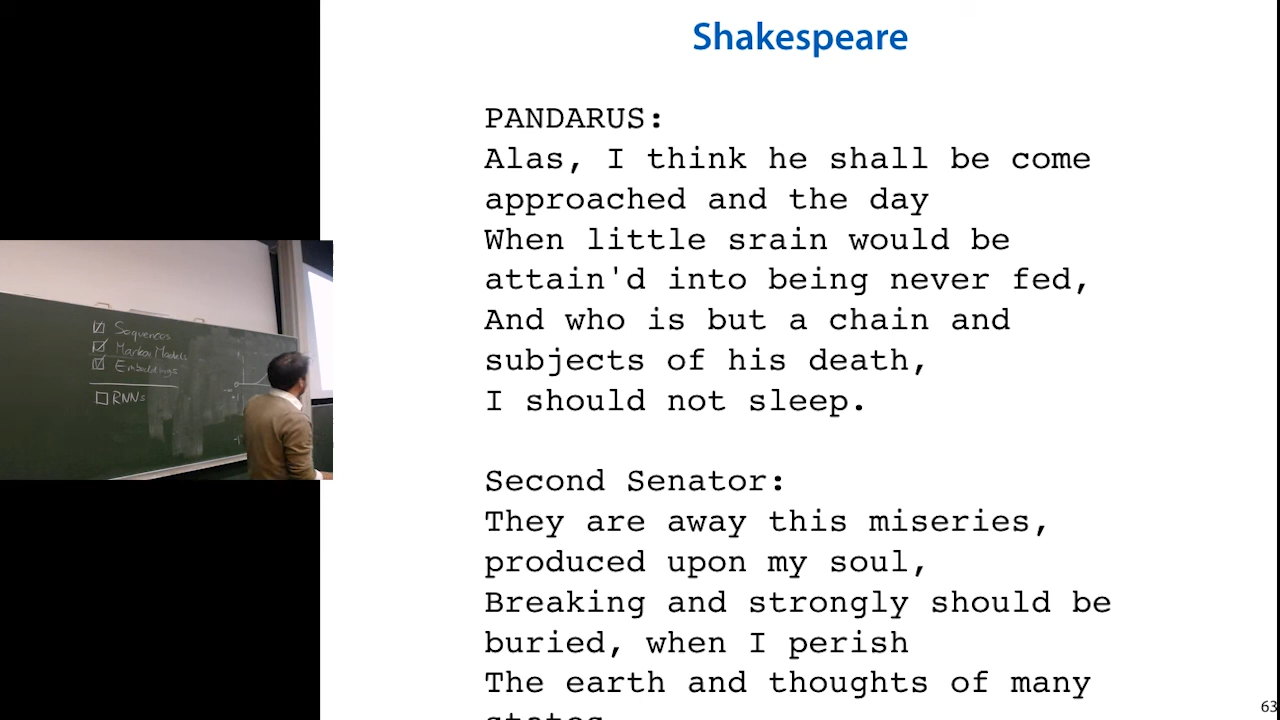 Shakespeare
PANDARUS:
Alas, I think he shall be come
approached and the day
When little srain would be
attain'd into being never fed,
And who is but a chain and
subjects of his death,
I should not sleep.
Second Senator:
They are away this miseries,
produced upon my soul,
Breaking and strongly should be
buried, when I perish
The earth and thoughts of many
states
63
Sequences
Markov Models
Embeddings
RNNs